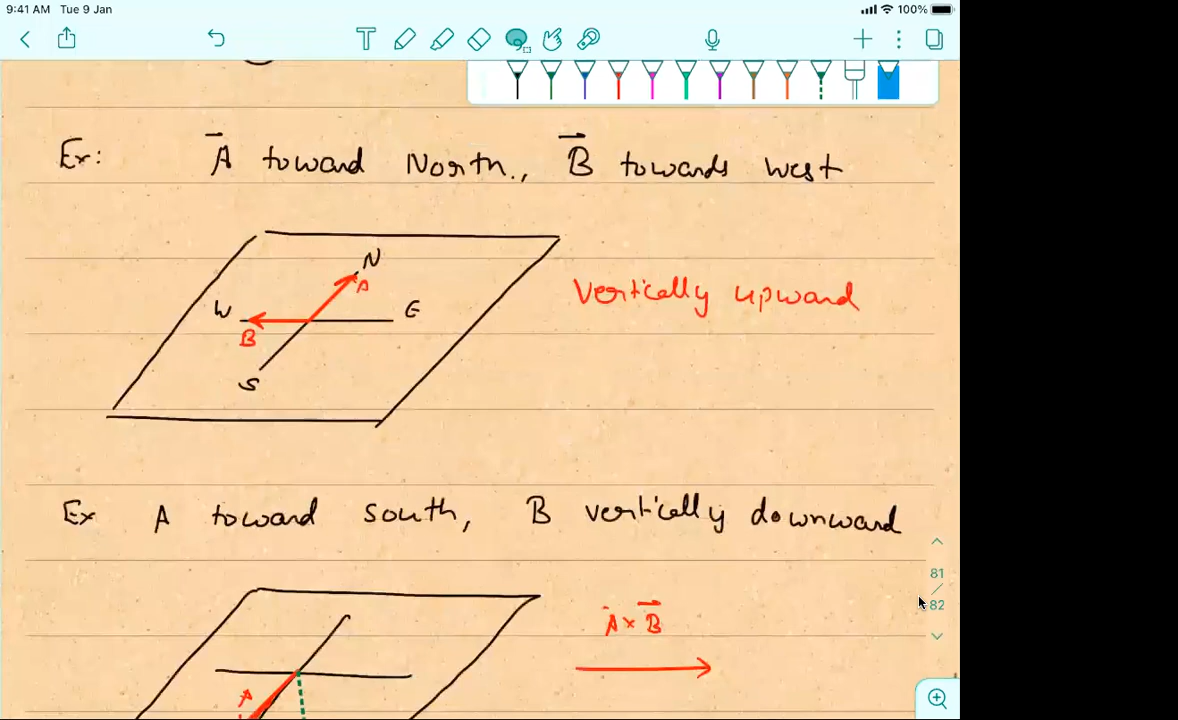 9:41 AM Tue 9 Jan
100%
Ex: A toward North., B towards west
N
A
W
E
B
S
Vertically upward
Ex A toward south, B vertically downward
81
/
82
A × B
A